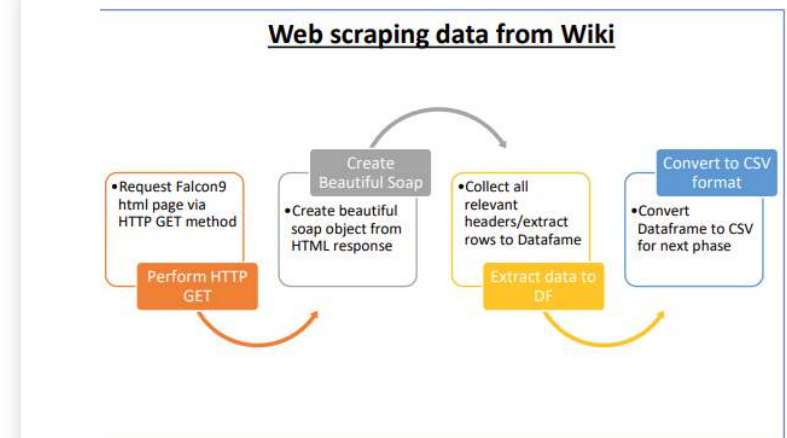 Web scraping data from Wiki
•Request Falcon9
html page via
HTTP GET method
Perform HTTP
GET
Create
Beautiful Soap
•Create beautiful
soap object from
HTML response
•Collect all
relevant
headers/extract
rows to Datafame
Extract data to
DF
Convert to CSV
format
•Convert
Dataframe to CSV
for next phase